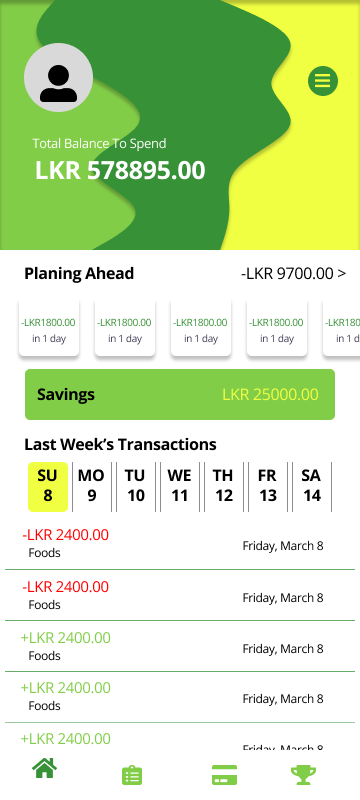 Total Balance To Spend
LKR 578895.00
Planing Ahead -LKR 9700.00 >
-LKR1800.00 -LKR1800.00 -LKR1800.00 -LKR1800.00 -LKR180
in 1 day in 1 day in 1 day in 1 day in 1 d
Savings LKR 25000.00
Last Week's Transactions
SU MO TU WE TH FR SA
8 9 10 11 12 13 14
-LKR 2400.00
Foods Friday, March 8
-LKR 2400.00
Foods Friday, March 8
+LKR 2400.00
Foods Friday, March 8
+LKR 2400.00
Foods Friday, March 8
+LKR 2400.00
Friday, March 8